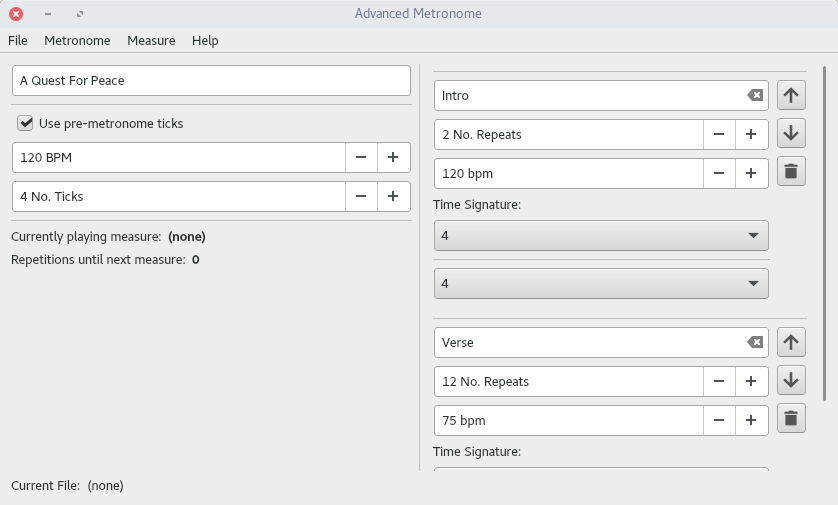 Advanced Metronome
File Metronome Measure Help
A Quest For Peace
Use pre-metronome ticks
120 BPM
4 No. Ticks
Currently playing measure: (none)
Repetitions until next measure: 0
Intro
2 No. Repeats
120 bpm
Time Signature:
4
4
Verse
12 No. Repeats
75 bpm
Time Signature:
Current File: (none)